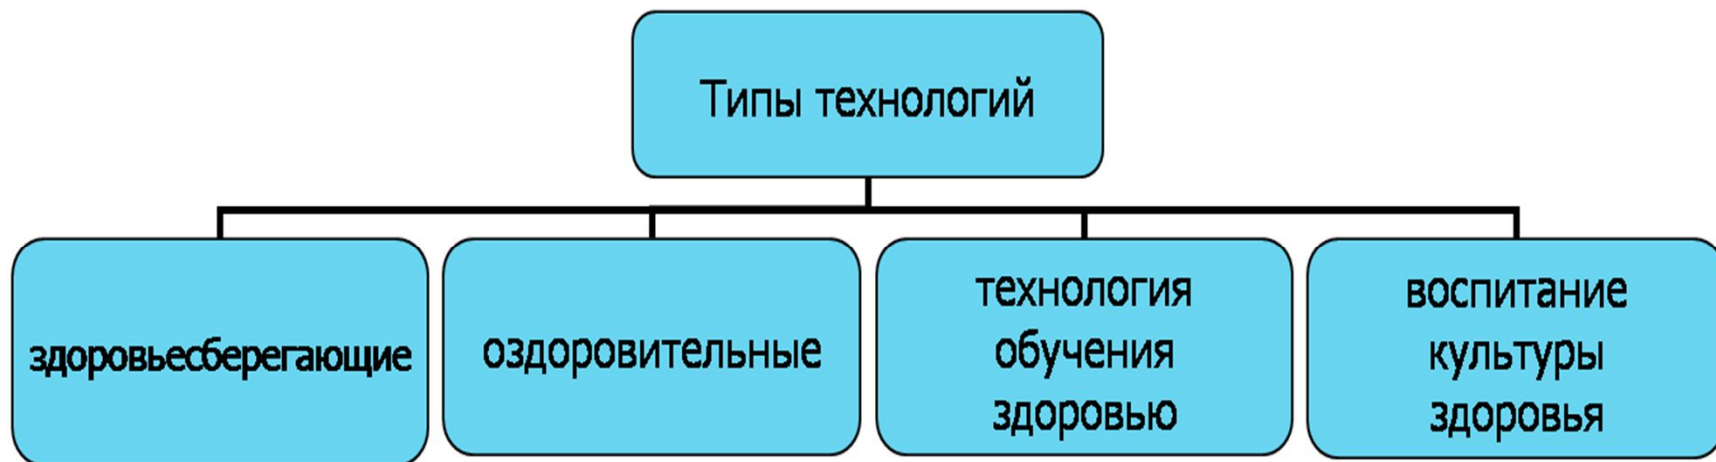 Типы технологий
здоровьесберегающие
оздоровительные
технология
обучения
здоровью
воспитание
культуры
здоровья